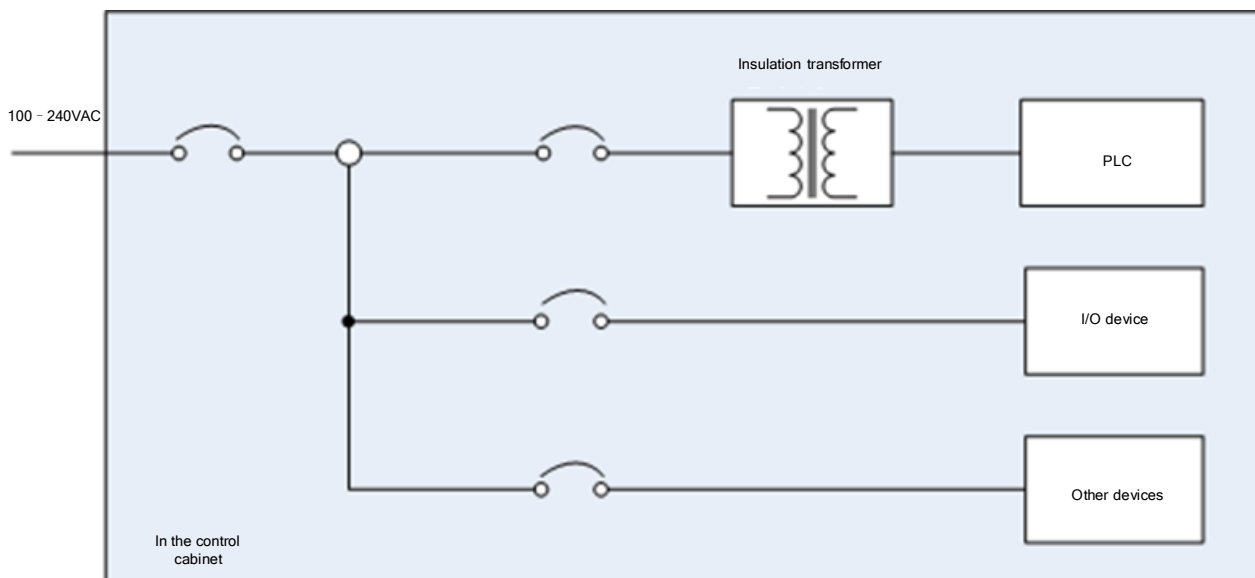 Insulation transformer
100–240VAC
PLC
I/O device
Other devices
In the control
cabinet